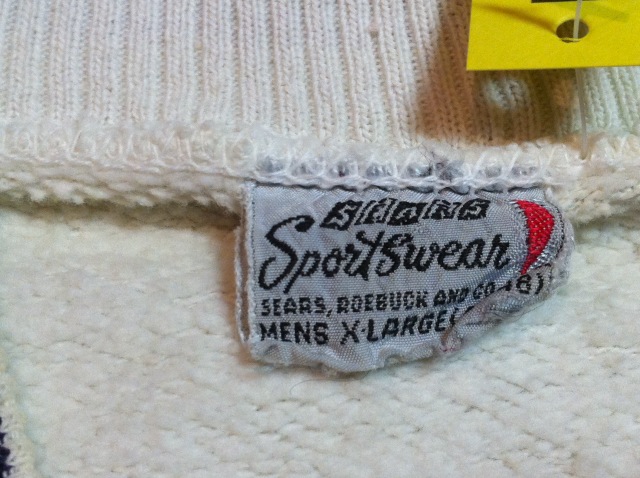 SEARS
Sportswear
SEARS, ROEBUCK AND CO
MENS X-LARGE(